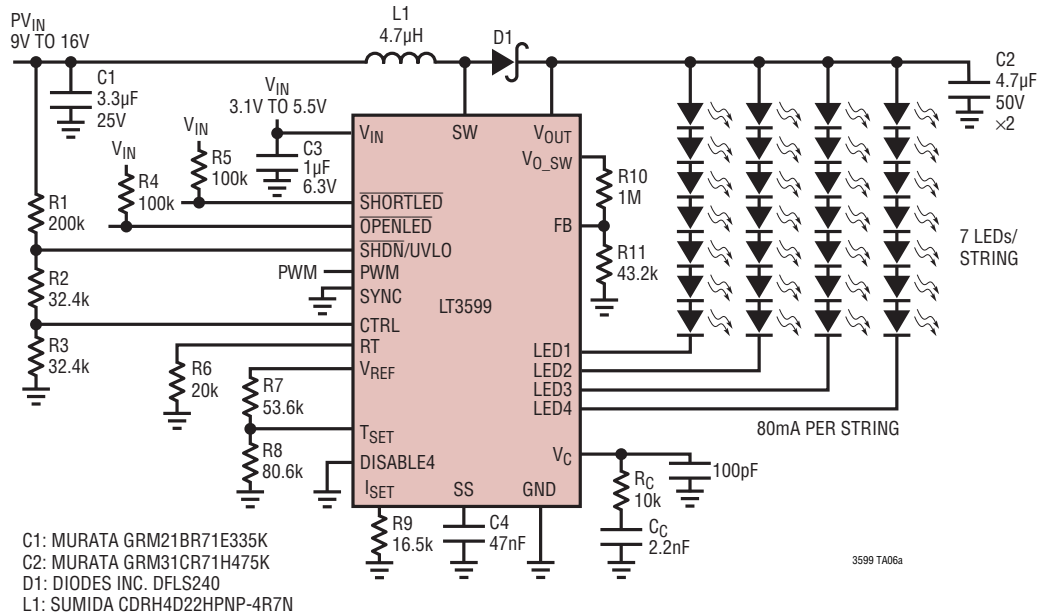 PVIN
9V TO 16V
L1
4.7µH
D1
C1
3.3µF
25V
C2
4.7µF
50V
×2
VIN
3.1V TO 5.5V
VIN
VIN
R5
100k
R4
100k
C3
1µF
6.3V
R1
200k
R2
32.4k
R3
32.4k
VIN
SW
VOUT
VO_SW
SHORTLED
OPENLED
SHDN/UVLO
PWM
PWM
SYNC
CTRL
RT
VREF
TSET
DISABLE4
ISET
SS
GND
LT3599
FB
LED1
LED2
LED3
LED4
VC
R10
1M
R11
43.2k
7 LEDs/
STRING
80mA PER STRING
R6
20k
R7
53.6k
R8
80.6k
R9
16.5k
C4
47nF
RC
10k
CC
2.2nF
100pF
C1: MURATA GRM21BR71E335K
C2: MURATA GRM31CR71H475K
D1: DIODES INC. DFLS240
L1: SUMIDA CDRH4D22HPNP-4R7N
3599 TA06a